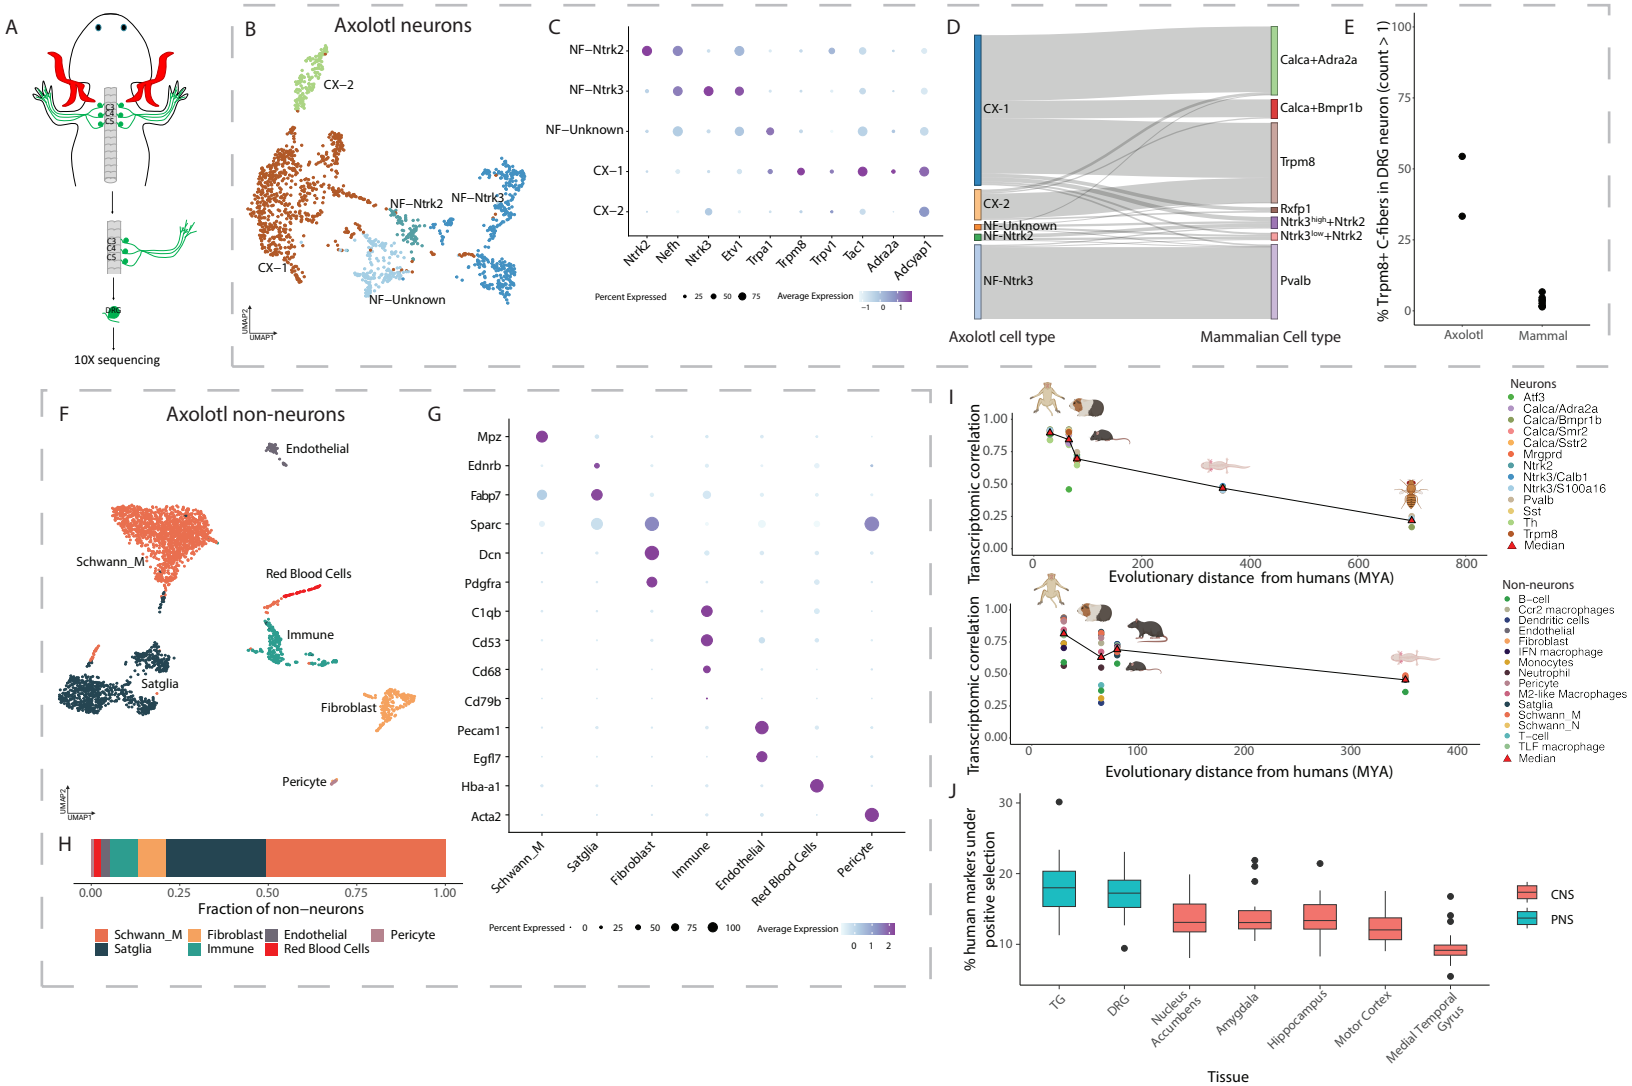 A
C3
C4
C5
C3
C4
C5
DRG
10X sequencing
B
Axolotl neurons
CX−2
NF−Ntrk2
NF−Ntrk3
CX−1
NF−Unknown
UMAP2
UMAP1
C
NF−Ntrk2
NF−Ntrk3
NF−Unknown
CX−1
CX−2
Ntrk2
Nefh
Ntrk3
Etv1
Trpa1
Trpm8
Trpv1
Tac1
Adra2a
Adcyap1
Percent Expressed
25
50
75
Average Expression
−1
0
1
D
CX-1
CX-2
NF-Unknown
NF-Ntrk2
NF-Ntrk3
Calca+Adra2a
Calca+Bmpr1b
Trpm8
Rxfp1
Ntrk3high+Ntrk2
Ntrk3low+Ntrk2
Pvalb
Axolotl cell type
Mammalian Cell type
E
% Trpm8+ C-fibers in DRG neuron (count > 1)
100
75
50
25
0
Axolotl
Mammal
F
Axolotl non-neurons
Endothelial
Schwann_M
Red Blood Cells
Immune
Satglia
Fibroblast
Pericyte
UMAP2
UMAP1
G
Mpz
Ednrb
Fabp7
Sparc
Dcn
Pdgfra
C1qb
Cd53
Cd68
Cd79b
Pecam1
Egfl7
Hba-a1
Acta2
Schwann_M
Satglia
Fibroblast
Immune
Endothelial
Red Blood Cells
Pericyte
Percent Expressed
0
25
50
75
100
Average Expression
0
1
2
H
0.00
0.25
0.50
0.75
1.00
Fraction of non−neurons
Schwann_M
Fibroblast
Endothelial
Pericyte
Satglia
Immune
Red Blood Cells
I
Transcriptomic correlation
1.00
0.75
0.50
0.25
0.00
0
200
400
600
800
Evolutionary distance from humans (MYA)
Neurons
Atf3
Calca/Adra2a
Calca/Bmpr1b
Calca/Smr2
Calca/Sstr2
Mrgprd
Ntrk2
Ntrk3/Calb1
Ntrk3/S100a16
Pvalb
Sst
Th
Trpm8
Median
Transcriptomic correlation
1.00
0.75
0.50
0.25
0.00
0
100
200
300
400
Evolutionary distance from humans (MYA)
Non−neurons
B−cell
Ccr2 macrophages
Dendritic cells
Endothelial
Fibroblast
IFN macrophage
Monocytes
Neutrophil
Pericyte
M2-like Macrophages
Satglia
Schwann_M
Schwann_N
T−cell
TLF macrophage
Median
J
% human markers under
positive selection
30
20
10
TG
DRG
Nucleus
Accumbens
Amygdala
Hippocampus
Motor Cortex
Medial Temporal
Gyrus
Tissue
CNS
PNS